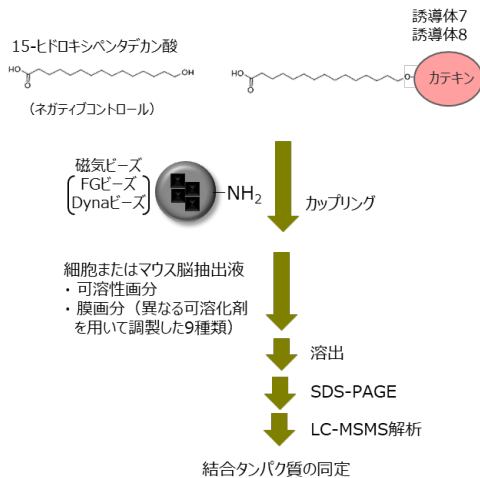 誘導体7
誘導体8
15-ヒドロキシペンタデカン酸
HO
O
OH
（ネガティブコントロール）
HO
O
O
カテキン
磁気ビーズ
FGビーズ
Dynaビーズ
NH2
カップリング
細胞またはマウス脳抽出液
・ 可溶性画分
・ 膜画分（異なる可溶化剤
を用いて調製した9種類）
溶出
SDS-PAGE
LC-MSMS解析
結合タンパク質の同定